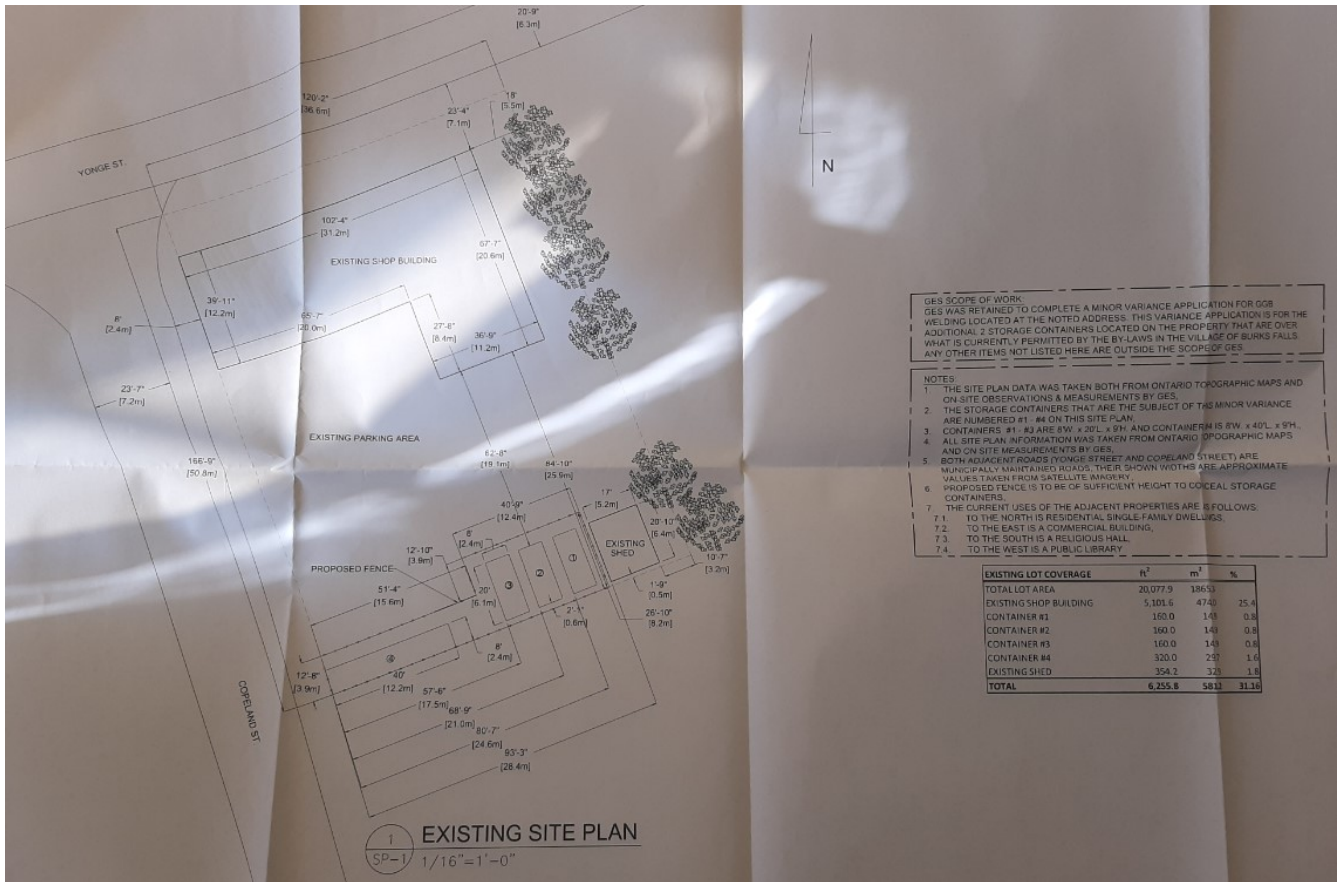 20'-9"
[6.3m]
120'-2"
[36.6m]
18'
[5.5m]
23'-4"
[7.1m]
YONGE ST.
N
102'-4"
[31.2m]
67'-7"
[20.6m]
EXISTING SHOP BUILDING
39'-11"
[12.2m]
8'
[2.4m]
65'-7"
[20.0m]
27'-6"
[8.4m]
36'-9"
[11.2m]
23'-7"
[7.2m]
EXISTING PARKING AREA
62'-8"
[19.1m]
166'-9"
[50.8m]
84'-10"
[25.9m]
40'-9"
[12.4m]
17'
[5.2m]
8'
[2.4m]
20'-10"
[6.4m]
12'-10"
[3.9m]
EXISTING
SHED
10'-7"
[3.2m]
PROPOSED FENCE
1
2
3
20'
[6.1m]
51'-4"
[15.6m]
1'-9"
[0.5m]
2'-1"
[0.6m]
26'-10"
[8.2m]
8'
[2.4m]
4
12'-8"
[3.9m]
40'
[12.2m]
57'-6"
[17.5m]
68'-9"
[21.0m]
80'-7"
[24.6m]
93'-3"
[28.4m]
COPELAND ST
1
SP-1
EXISTING SITE PLAN
1/16"=1'-0"
GES SCOPE OF WORK:
GES WAS RETAINED TO COMPLETE A MINOR VARIANCE APPLICATION FOR GGB
WELDING LOCATED AT THE NOTED ADDRESS. THIS VARIANCE APPLICATION IS FOR THE
ADDITIONAL 2 STORAGE CONTAINERS LOCATED ON THE PROPERTY THAT ARE OVER
WHAT IS CURRENTLY PERMITTED BY THE BY-LAWS IN THE VILLAGE OF BURKS FALLS.
ANY OTHER ITEMS NOT LISTED HERE ARE OUTSIDE THE SCOPE OF GES.
NOTES:
1 THE SITE PLAN DATA WAS TAKEN BOTH FROM ONTARIO TOPOGRAPHIC MAPS AND
ON-SITE OBSERVATIONS & MEASUREMENTS BY GES,
2. THE STORAGE CONTAINERS THAT ARE THE SUBJECT OF THIS MINOR VARIANCE
ARE NUMBERED #1 - #4 ON THIS SITE PLAN,
3. CONTAINERS #1 - #3 ARE 8'W. x 20'L. x 9'H. AND CONTAINER #4 IS 8'W. x 40'L. x 9'H.,
4. ALL SITE PLAN INFORMATION WAS TAKEN FROM ONTARIO TOPOGRAPHIC MAPS
AND ON SITE MEASUREMENTS BY GES,
5. BOTH ADJACENT ROADS (YONGE STREET AND COPELAND STREET) ARE
MUNICIPALLY MAINTAINED ROADS, THEIR SHOWN WIDTHS ARE APPROXIMATE
VALUES TAKEN FROM SATELLITE IMAGERY,
6. PROPOSED FENCE IS TO BE OF SUFFICIENT HEIGHT TO CONCEAL STORAGE
CONTAINERS,
7 THE CURRENT USES OF THE ADJACENT PROPERTIES ARE AS FOLLOWS:
7.1. TO THE NORTH IS RESIDENTIAL SINGLE-FAMILY DWELLINGS,
7.2. TO THE EAST IS A COMMERCIAL BUILDING,
7.3. TO THE SOUTH IS A RELIGIOUS HALL,
7.4. TO THE WEST IS A PUBLIC LIBRARY
EXISTING LOT COVERAGE ft² m² %
TOTAL LOT AREA 20,077.9
EXISTING SHOP BUILDING 5,101.6 25.4
CONTAINER #1 160.0 0.8
CONTAINER #2 160.0 0.8
CONTAINER #3 160.0 0.8
CONTAINER #4 320.0 1.6
EXISTING SHED 354.2 1.8
TOTAL 6,255.8 31.16